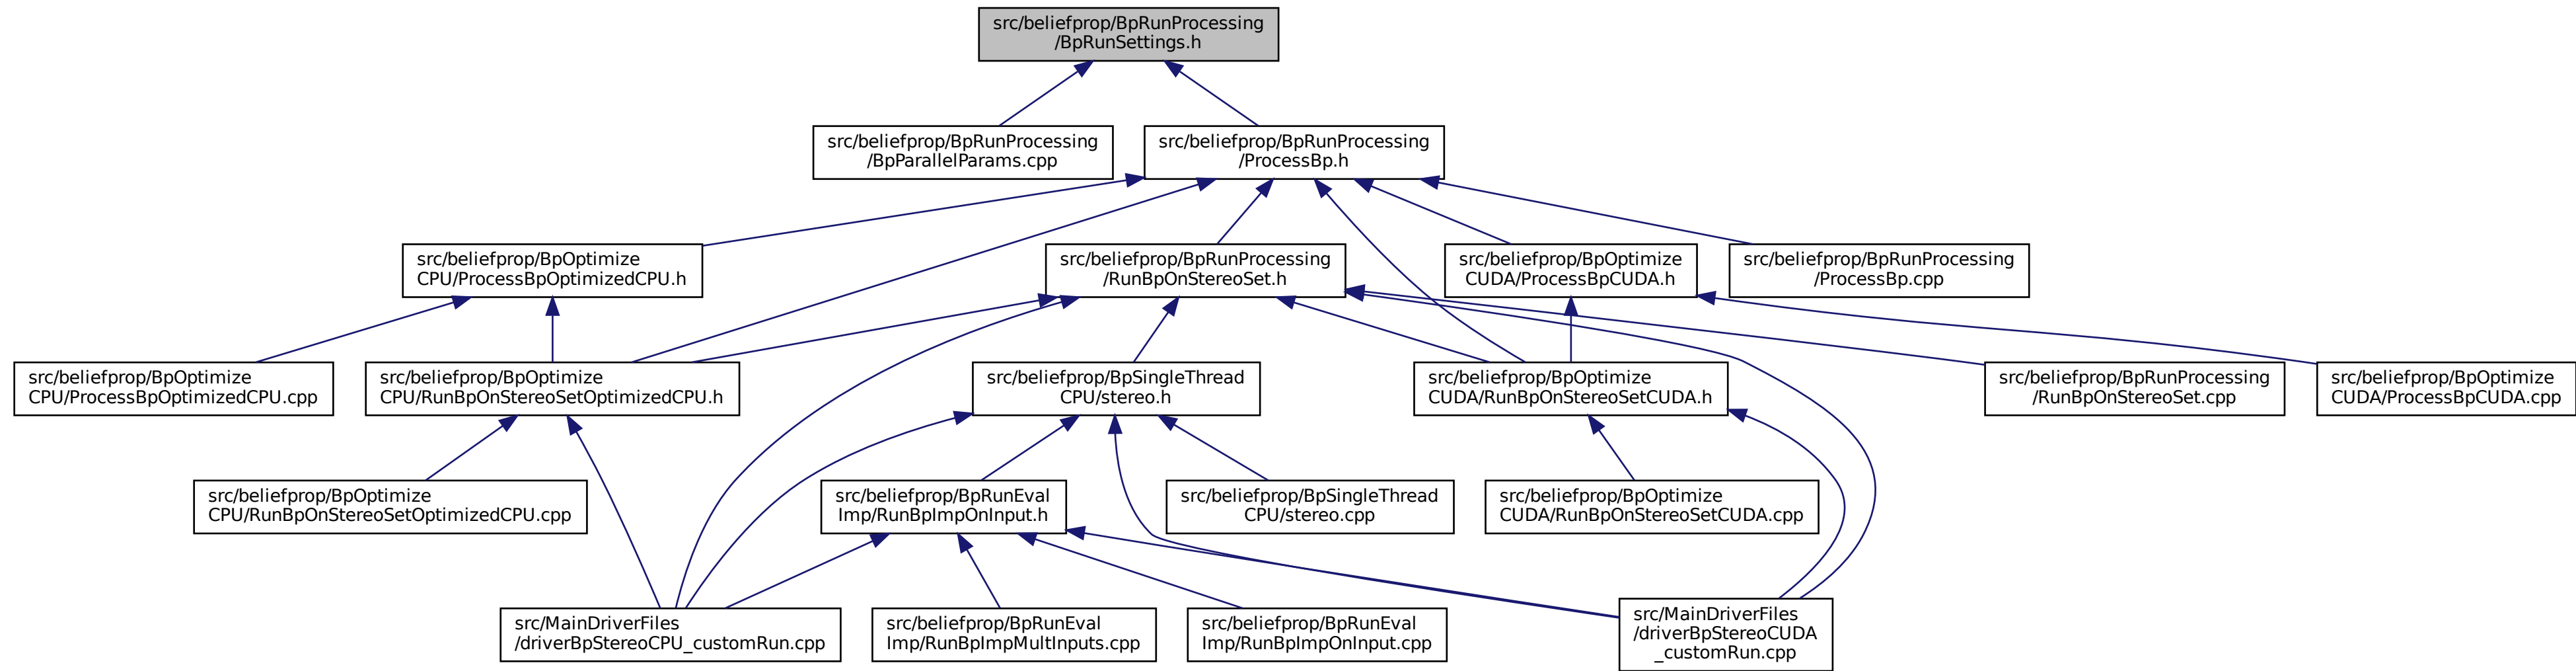 src/beliefprop/BpRunProcessing
/BpRunSettings.h
src/beliefprop/BpRunProcessing
/BpParallelParams.cpp
src/beliefprop/BpRunProcessing
/ProcessBp.h
src/beliefprop/BpOptimize
CPU/ProcessBpOptimizedCPU.h
src/beliefprop/BpRunProcessing
/RunBpOnStereoSet.h
src/beliefprop/BpOptimize
CUDA/ProcessBpCUDA.h
src/beliefprop/BpRunProcessing
/ProcessBp.cpp
src/beliefprop/BpOptimize
CPU/ProcessBpOptimizedCPU.cpp
src/beliefprop/BpOptimize
CPU/RunBpOnStereoSetOptimizedCPU.h
src/beliefprop/BpSingleThread
CPU/stereo.h
src/beliefprop/BpOptimize
CUDA/RunBpOnStereoSetCUDA.h
src/beliefprop/BpRunProcessing
/RunBpOnStereoSet.cpp
src/beliefprop/BpOptimize
CUDA/ProcessBpCUDA.cpp
src/beliefprop/BpOptimize
CPU/RunBpOnStereoSetOptimizedCPU.cpp
src/beliefprop/BpRunEval
Imp/RunBpImpOnInput.h
src/beliefprop/BpSingleThread
CPU/stereo.cpp
src/beliefprop/BpOptimize
CUDA/RunBpOnStereoSetCUDA.cpp
src/MainDriverFiles
/driverBpStereoCPU_customRun.cpp
src/beliefprop/BpRunEval
Imp/RunBpImpMultInputs.cpp
src/beliefprop/BpRunEval
Imp/RunBpImpOnInput.cpp
src/MainDriverFiles
/driverBpStereoCUDA
_customRun.cpp